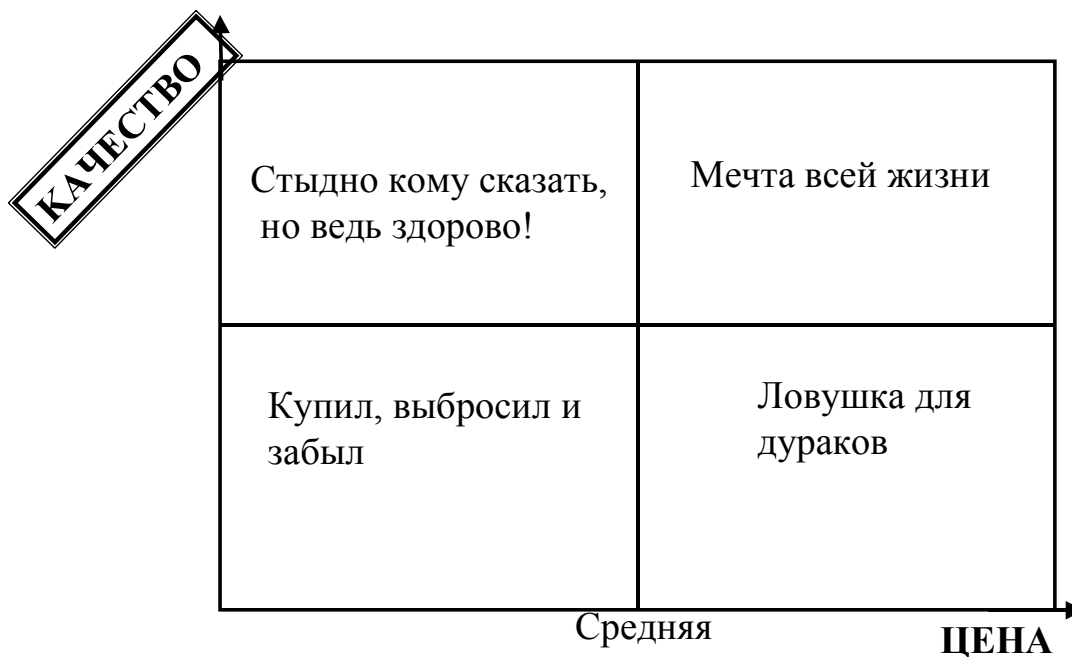 КАЧЕСТВО
Стыдно кому сказать,
но ведь здорово!
Мечта всей жизни
Купил, выбросил и
забыл
Ловушка для
дураков
Средняя
ЦЕНА